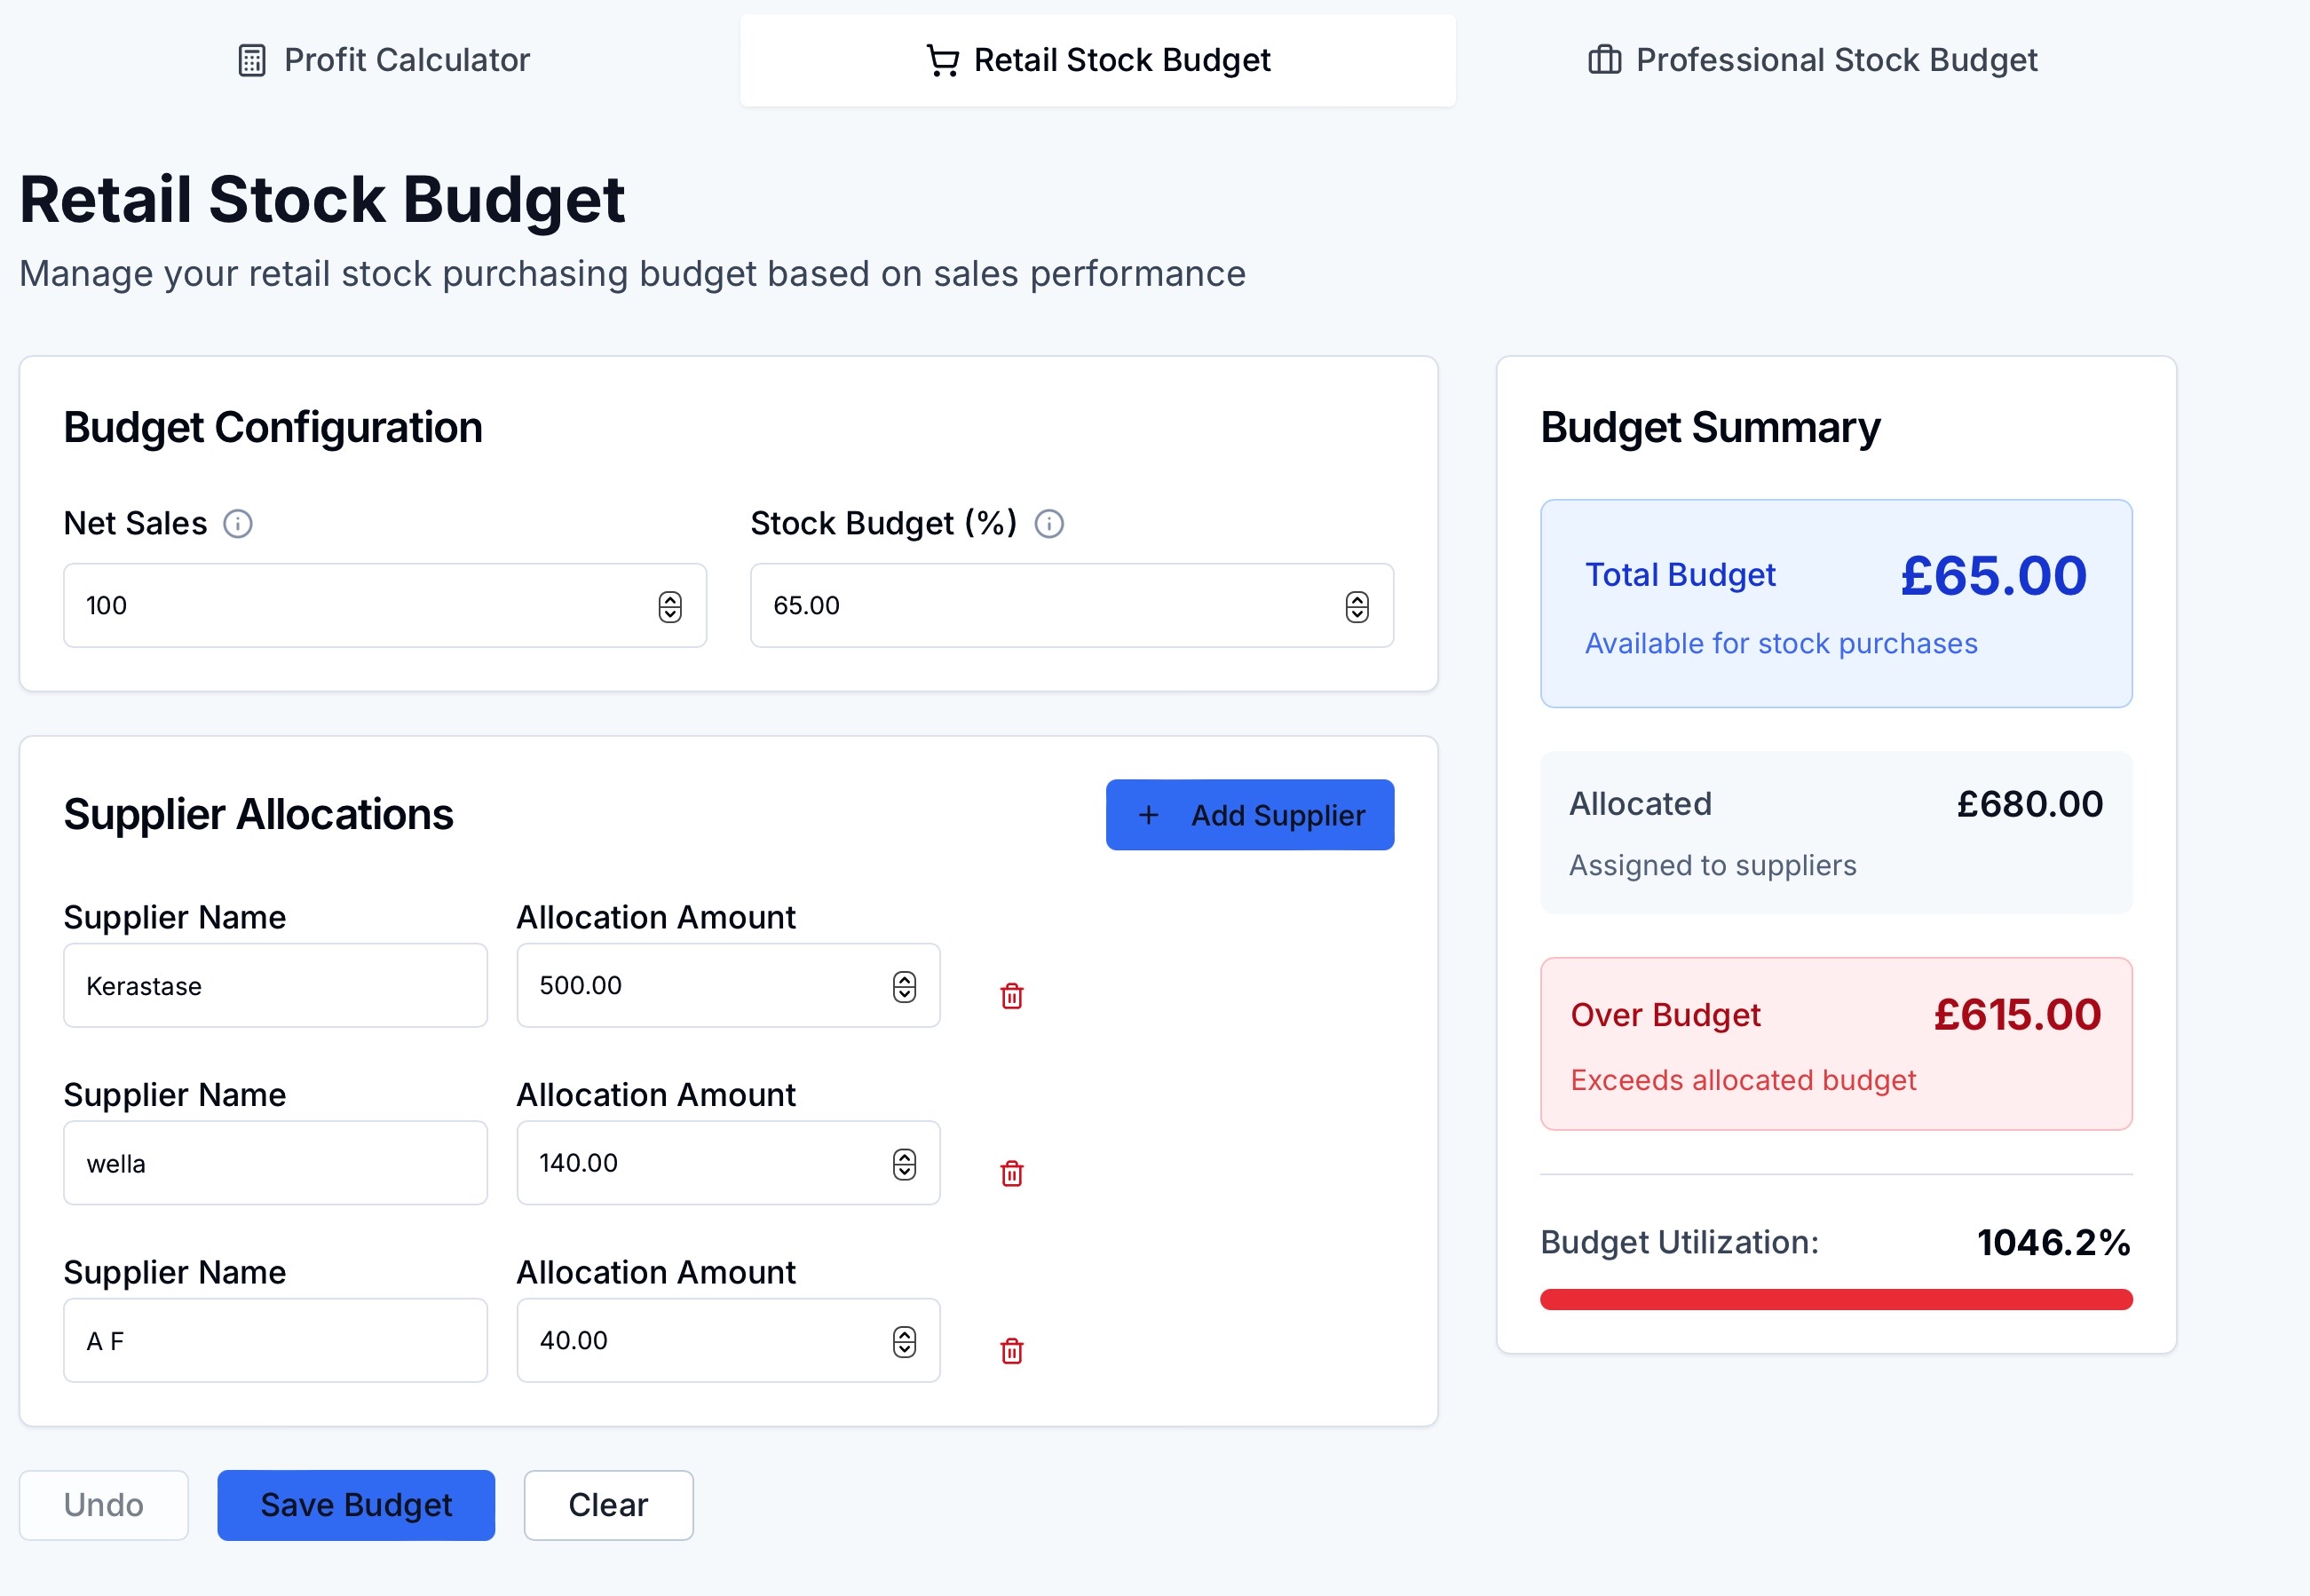 Profit Calculator
Retail Stock Budget
Professional Stock Budget
Retail Stock Budget
Manage your retail stock purchasing budget based on sales performance
Budget Configuration
Net Sales
Stock Budget (%)
100
65.00
Supplier Allocations
+ Add Supplier
Supplier Name
Allocation Amount
Kerastase
500.00
Supplier Name
Allocation Amount
wella
140.00
Supplier Name
Allocation Amount
A F
40.00
Undo
Save Budget
Clear
Budget Summary
Total Budget
£65.00
Available for stock purchases
Allocated
£680.00
Assigned to suppliers
Over Budget
£615.00
Exceeds allocated budget
Budget Utilization:
1046.2%